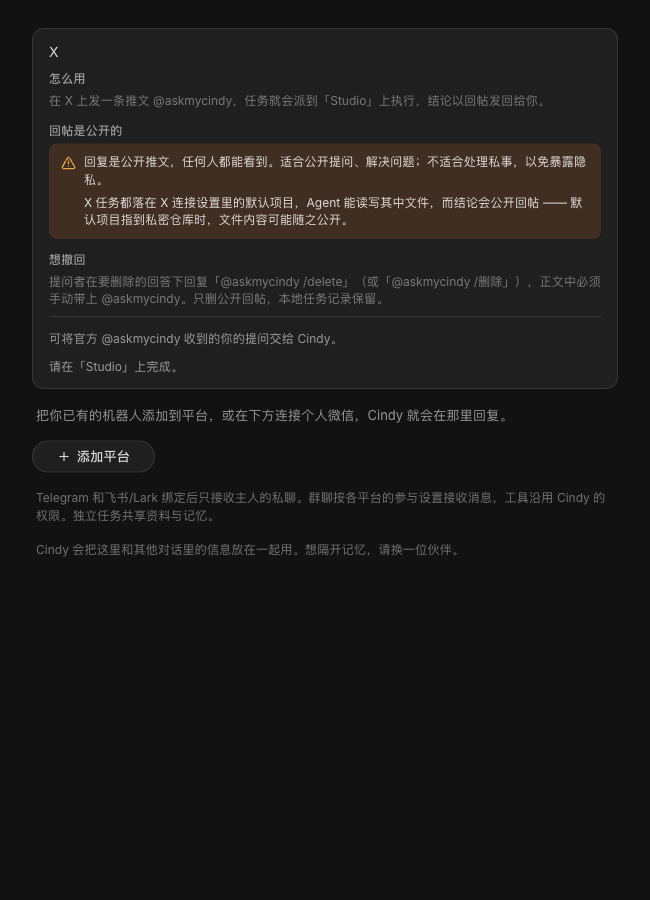 X
怎么用
在 X 上发一条推文 @askmycindy，任务就会派到「Studio」上执行，结论以回帖发回给你。
回帖是公开的
回复是公开推文，任何人都能看到。适合公开提问、解决问题；不适合处理私事，以免暴露隐
私。
X 任务都落在 X 连接设置里的默认项目，Agent 能读写其中文件，而结论会公开回帖 —— 默
认项目指到私密仓库时，文件内容可能随之公开。
想撤回
提问者在要删除的回答下回复「@askmycindy /delete」（或「@askmycindy /删除」），正文中必须
手动带上 @askmycindy。只删公开回帖，本地任务记录保留。
可将官方 @askmycindy 收到的你的提问交给 Cindy。
请在「Studio」上完成。
把你已有的机器人添加到平台，或在下方连接个人微信，Cindy 就会在那里回复。
＋ 添加平台
Telegram 和飞书/Lark 绑定后只接收主人的私聊。群聊按各平台的参与设置接收消息，工具沿用 Cindy 的
权限。独立任务共享资料与记忆。
Cindy 会把这里和其他对话里的信息放在一起用。想隔开记忆，请换一位伙伴。